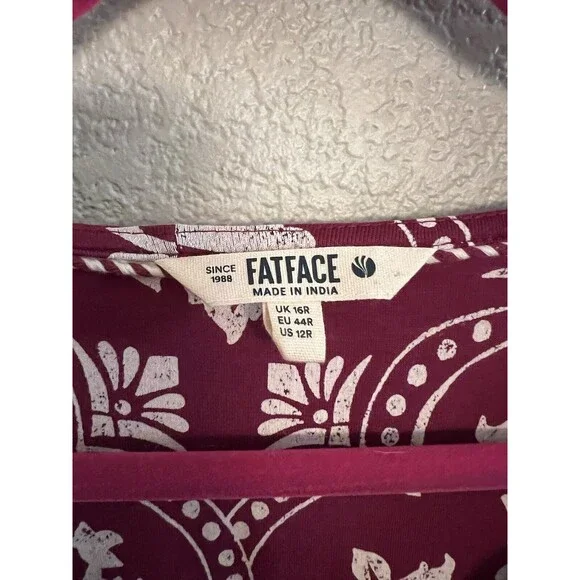 SINCE
1988
FATFACE
MADE IN INDIA
UK 16R
EU 44R
US 12R